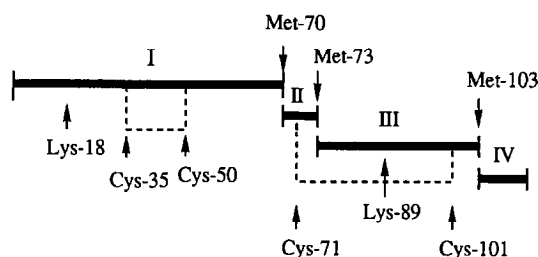 Met-70
I
Met-73
Met-103
II
III
IV
Lys-18
Cys-35
Cys-50
Lys-89
Cys-71
Cys-101